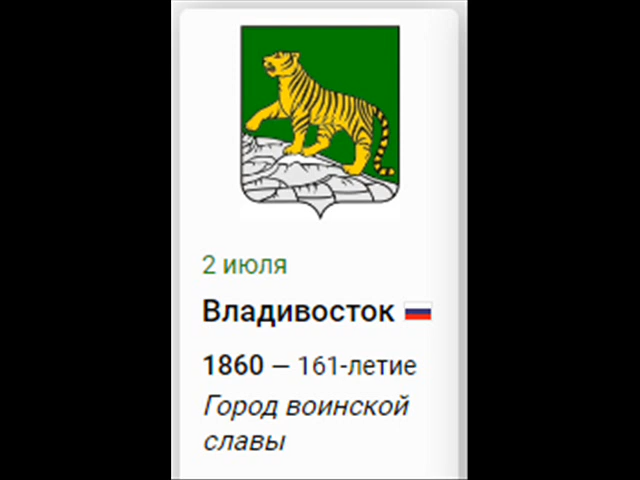 2 июля
Владивосток
1860 — 161-летие
Город воинской
славы